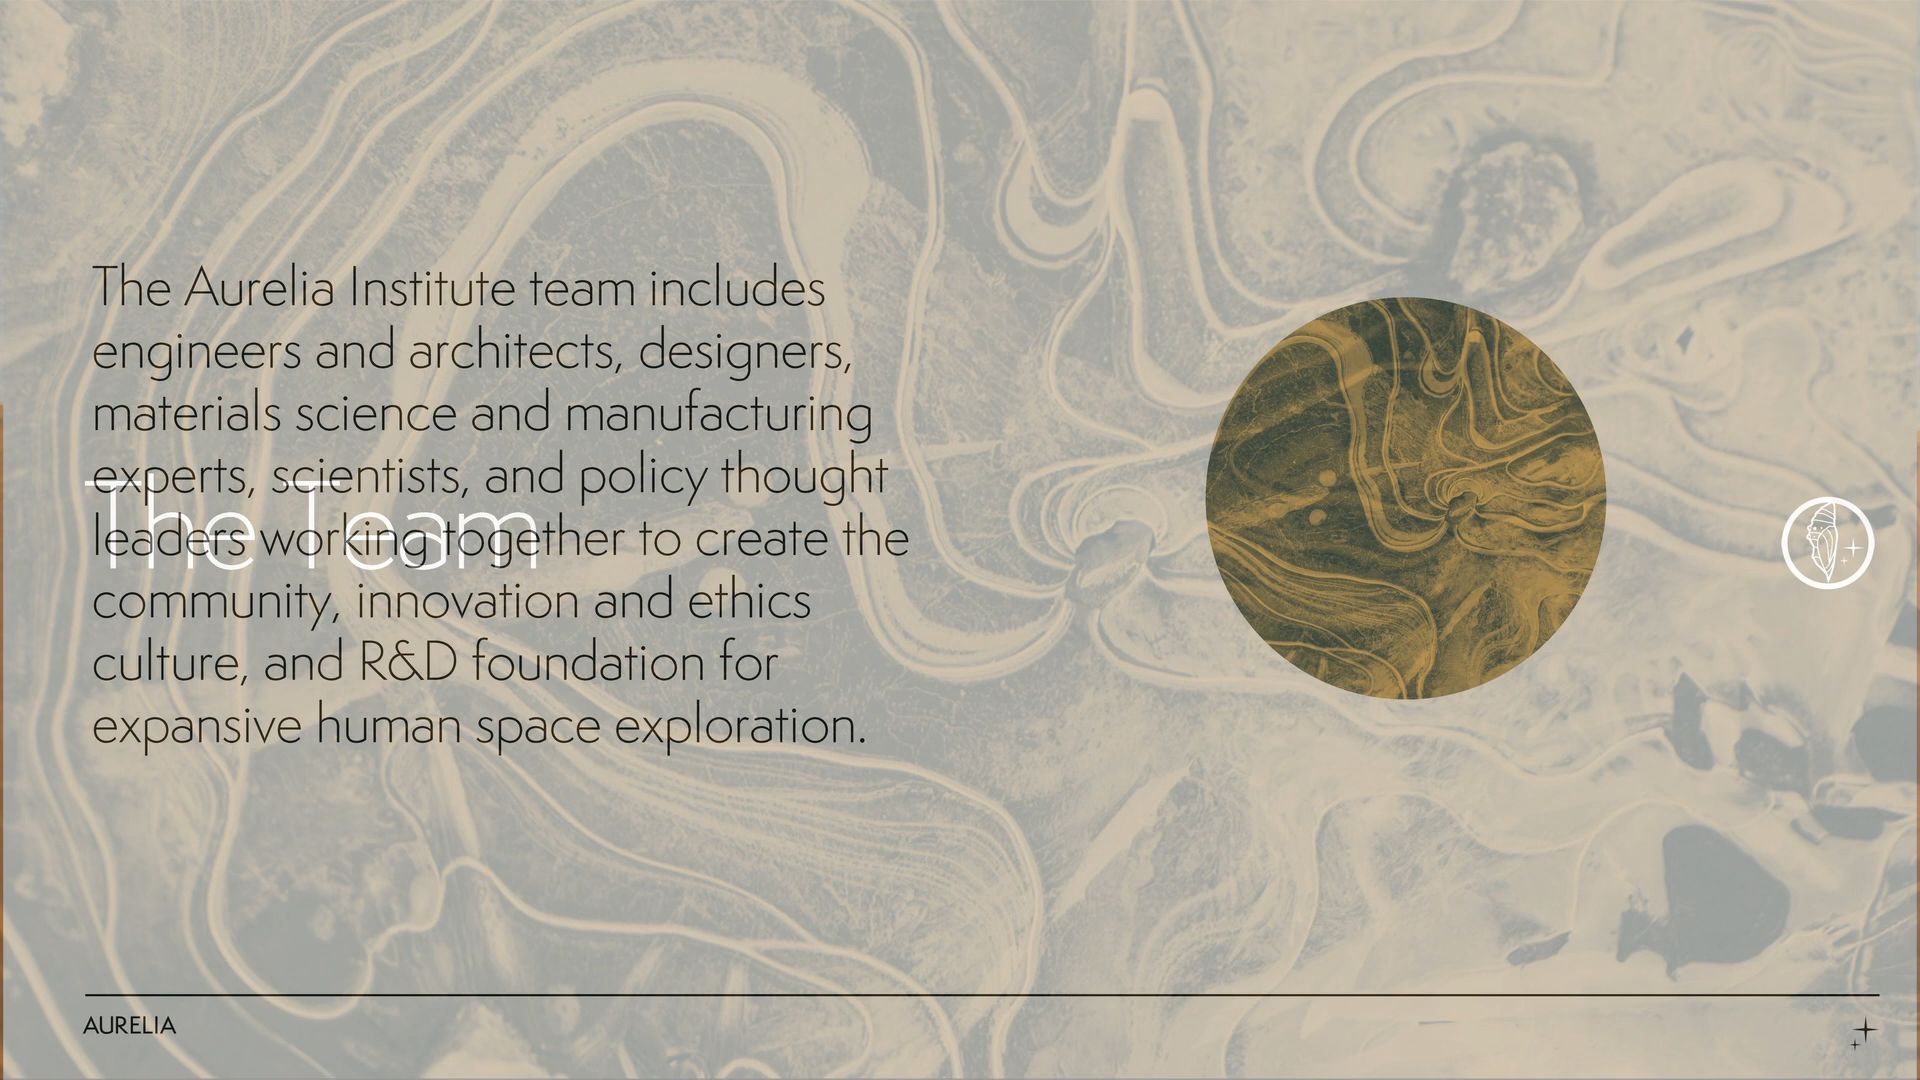 The Aurelia Institute team includes
engineers and architects, designers,
materials science and manufacturing
experts, scientists, and policy thought
The Team
leaders working together to create the
community, innovation and ethics
culture, and R&D foundation for
expansive human space exploration.
AURELIA